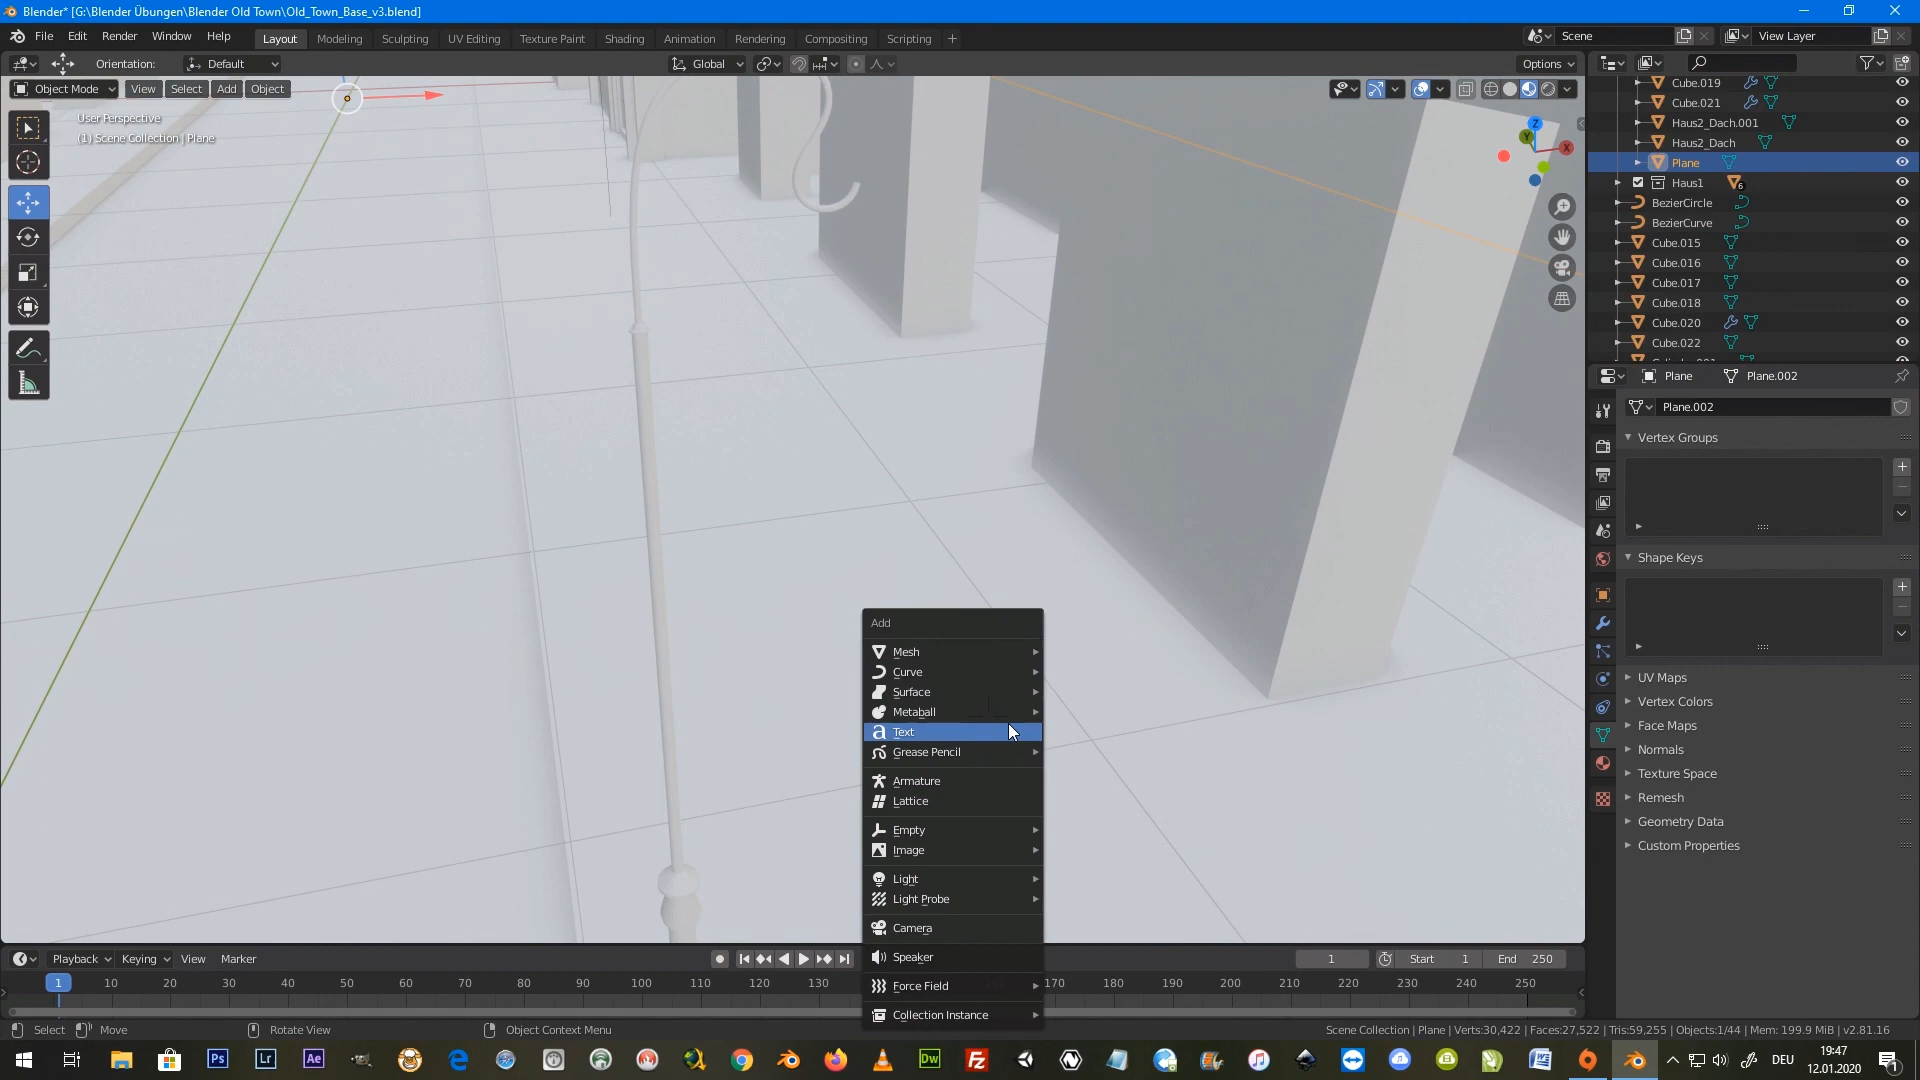 Blender* [G:\Blender Übungen\Blender Old Town\Old_Town_Base_v3.blend]
File Edit Render Window Help
Layout Modeling Sculpting UV Editing Texture Paint Shading Animation Rendering Compositing Scripting
Scene
View Layer
Orientation: Default
Global
Options
Object Mode View Select Add Object
User Perspective
(1) Scene Collection | Plane
Z
Y
X
Cube.019
Cube.021
Haus2_Dach.001
Haus2_Dach
Plane
Haus1 6
BezierCircle
BezierCurve
Cube.015
Cube.016
Cube.017
Cube.018
Cube.020
Cube.022
Plane Plane.002
Plane.002
Vertex Groups
Shape Keys
UV Maps
Vertex Colors
Face Maps
Normals
Texture Space
Remesh
Geometry Data
Custom Properties
Add
Mesh
Curve
Surface
Metaball
Text
Grease Pencil
Armature
Lattice
Empty
Image
Light
Light Probe
Camera
Speaker
Force Field
Collection Instance
Playback Keying View Marker
1 Start 1 End 250
1 10 20 30 40 50 60 70 80 90 100 110 120 130 170 180 190 200 210 220 230 240 250
Select Move Rotate View Object Context Menu
Scene Collection | Plane | Verts:30,422 | Faces:27,522 | Tris:59,255 | Objects:1/44 | Mem: 199.9 MiB | v2.81.16
Ps Lr Ae Dw
DEU
19:47
12.01.2020
1